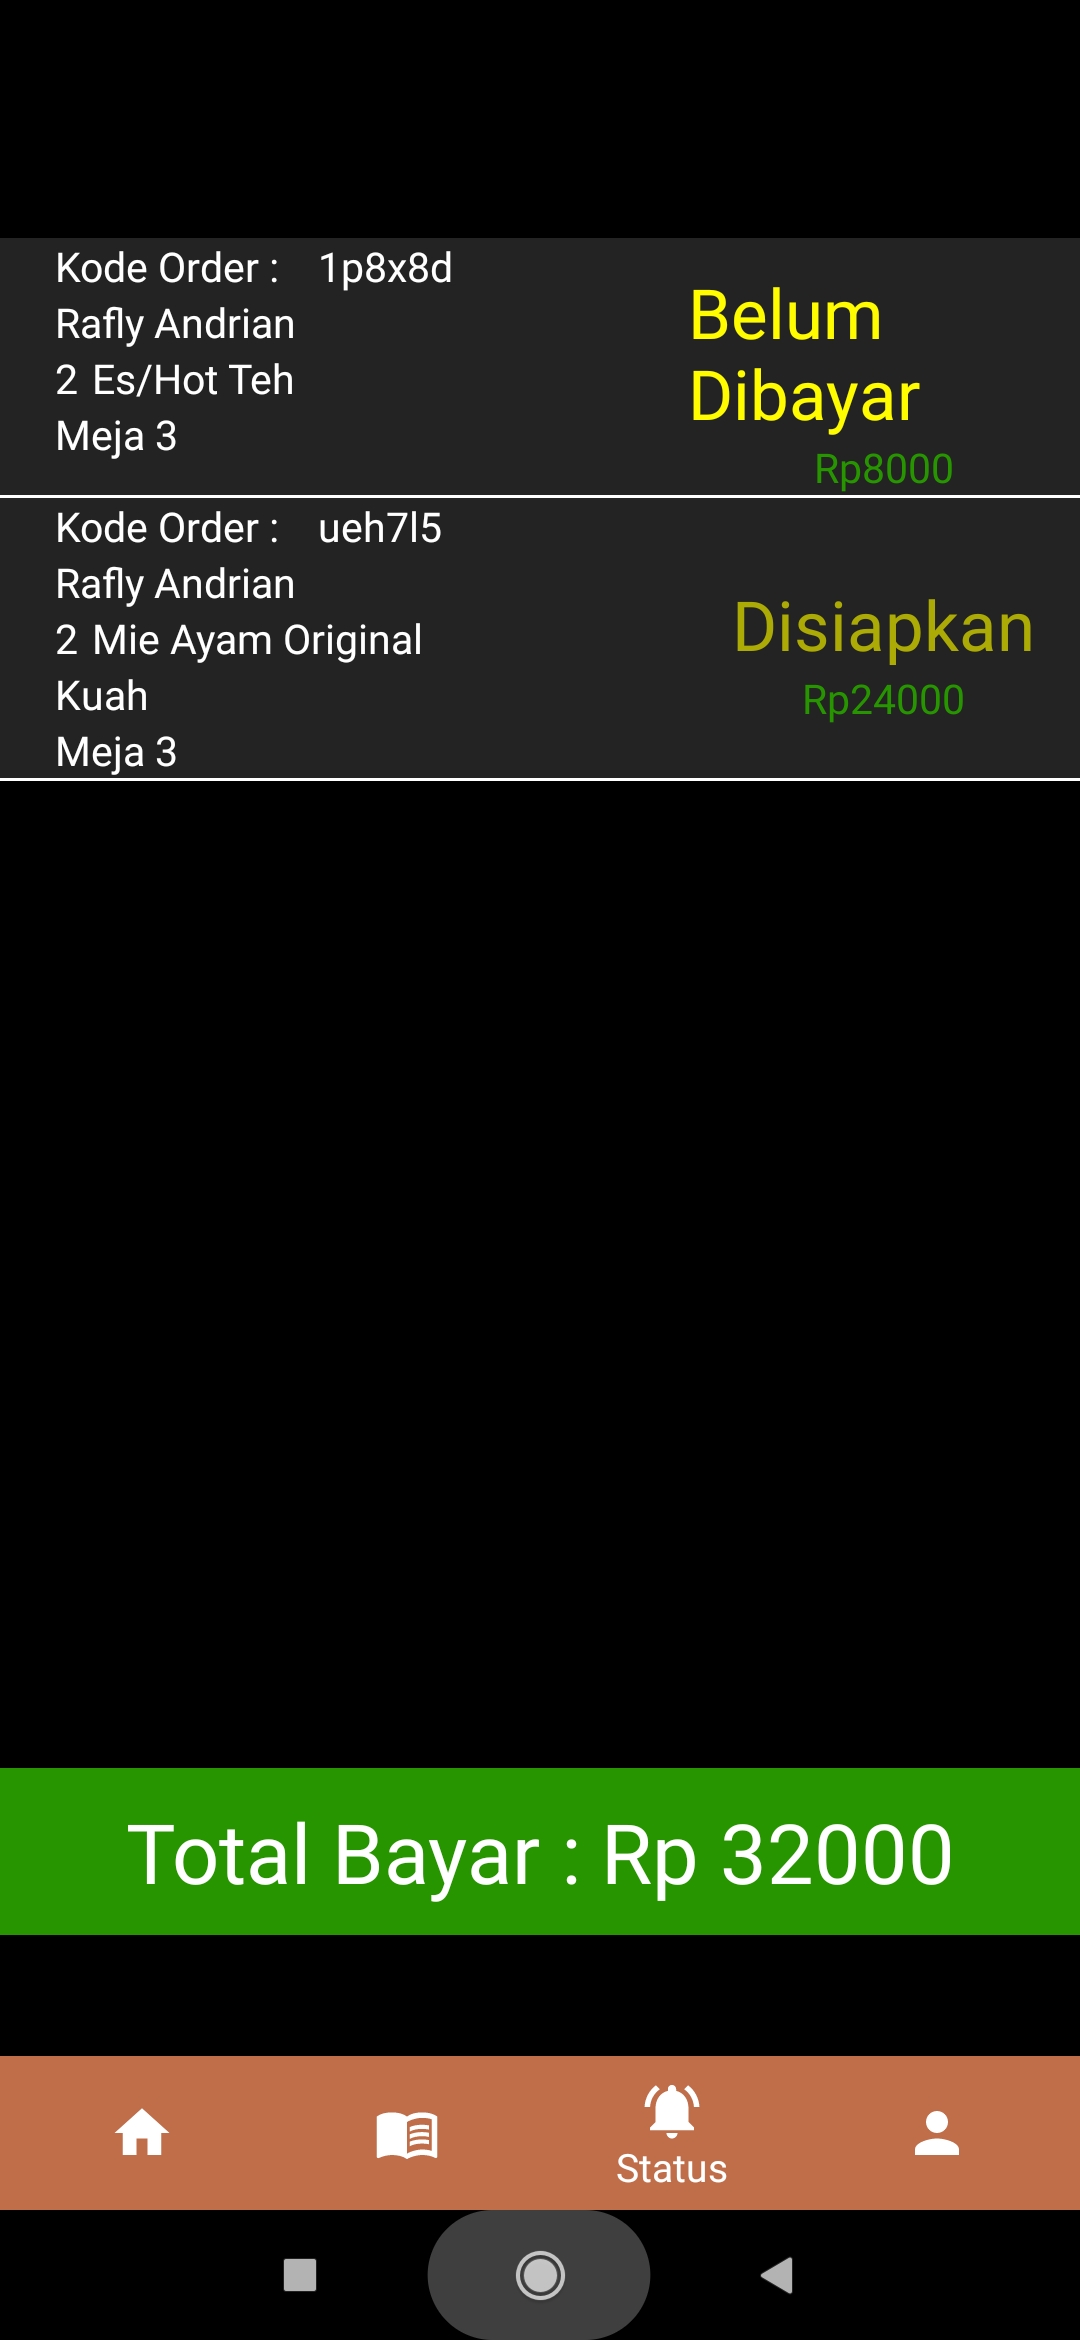 Kode Order : 1p8x8d
Rafly Andrian
2 Es/Hot Teh
Meja 3
Belum
Dibayar
Rp8000
Kode Order : ueh7l5
Rafly Andrian
2 Mie Ayam Original
Kuah
Meja 3
Disiapkan
Rp24000
Total Bayar : Rp 32000
Status